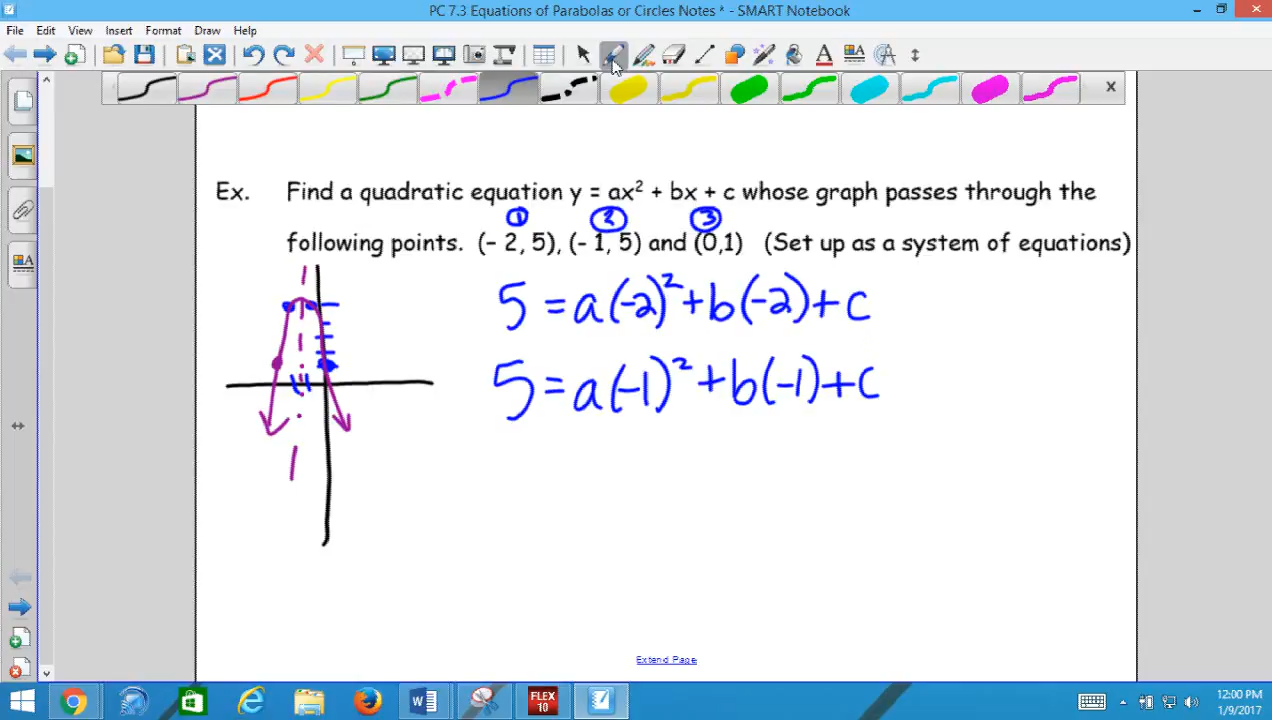 PC 7.3 Equations of Parabolas or Circles Notes * - SMART Notebook
File Edit View Insert Format Draw Help
Ex. Find a quadratic equation y = ax² + bx + c whose graph passes through the
① ② ③
following points. (– 2, 5), (– 1, 5) and (0,1) (Set up as a system of equations)
5 = a(-2)² + b(-2) + c
5 = a(-1)² + b(-1) + c
Extend Page
FLEX
10
12:00 PM
1/9/2017